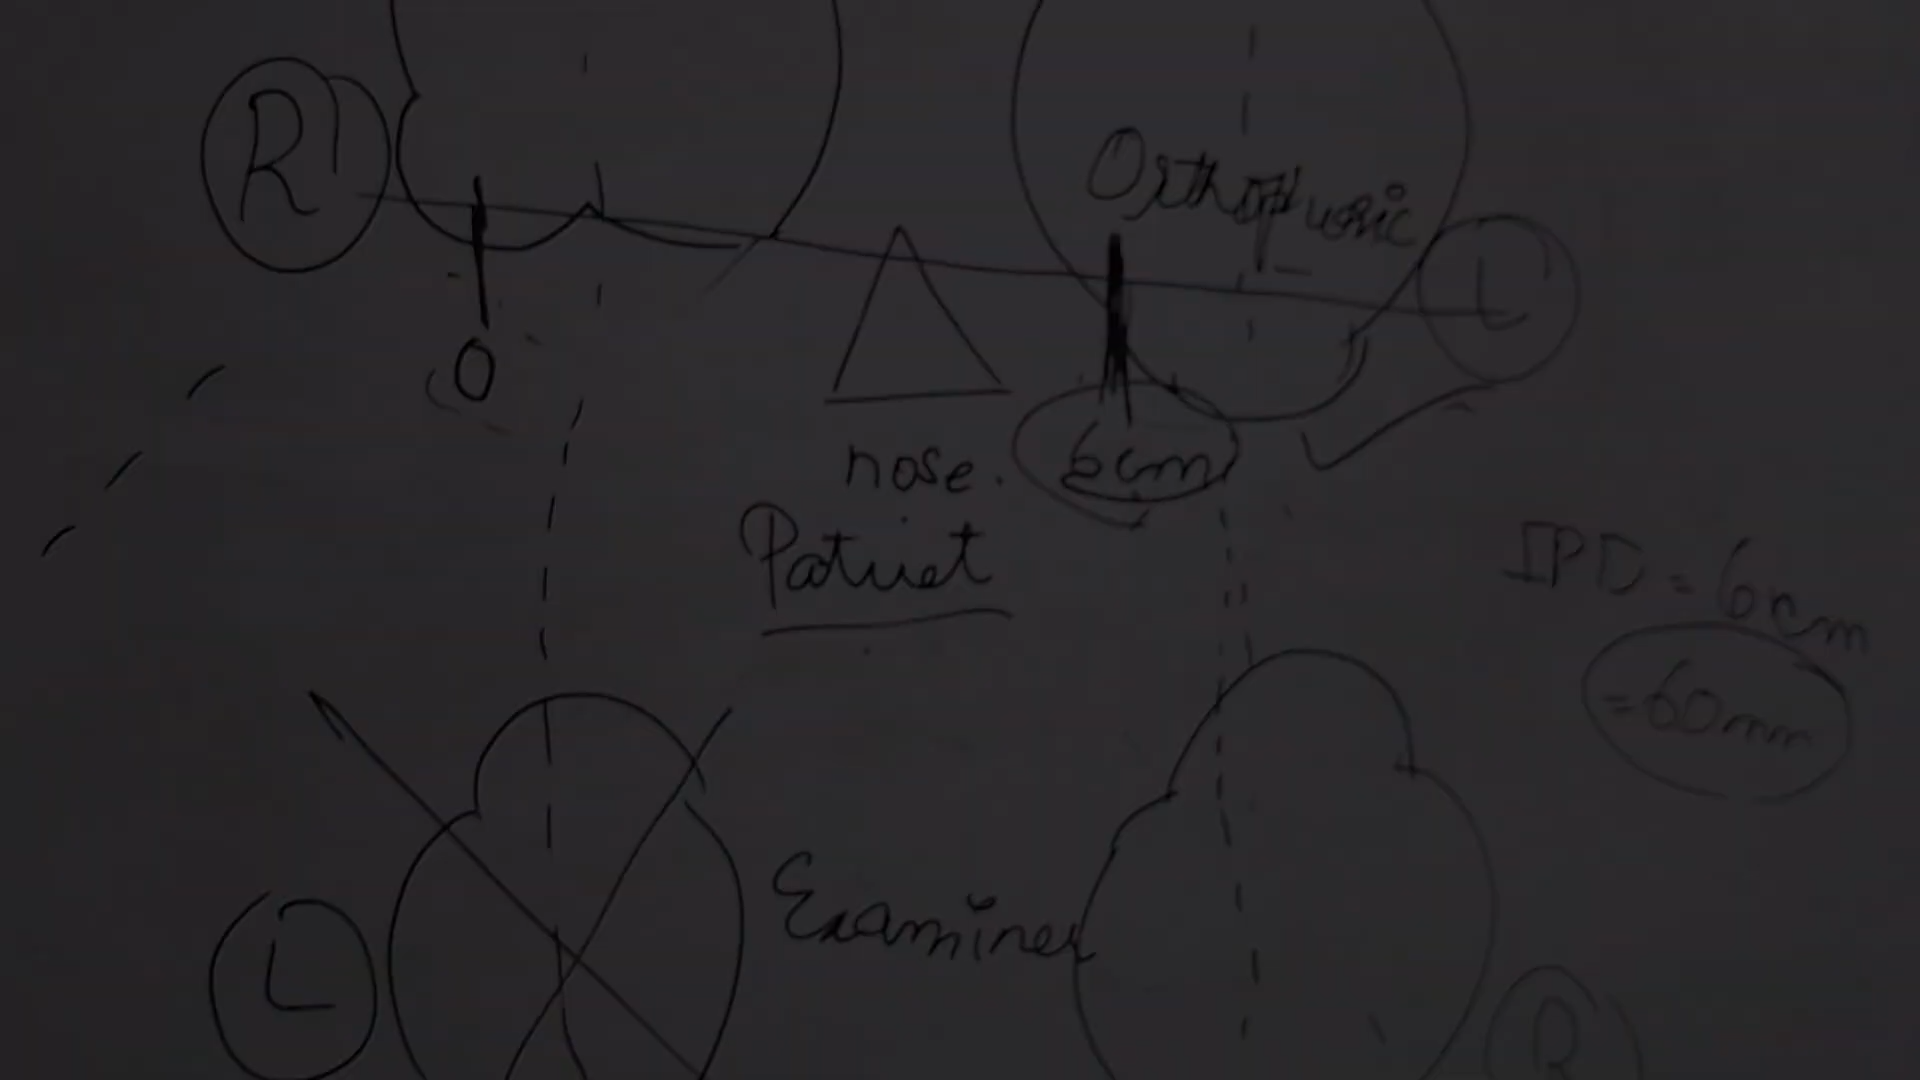 R
Orthophoric
L
0
nose.
6cm
Patient
IPD = 6cm
= 60mm
Examiner
L
R